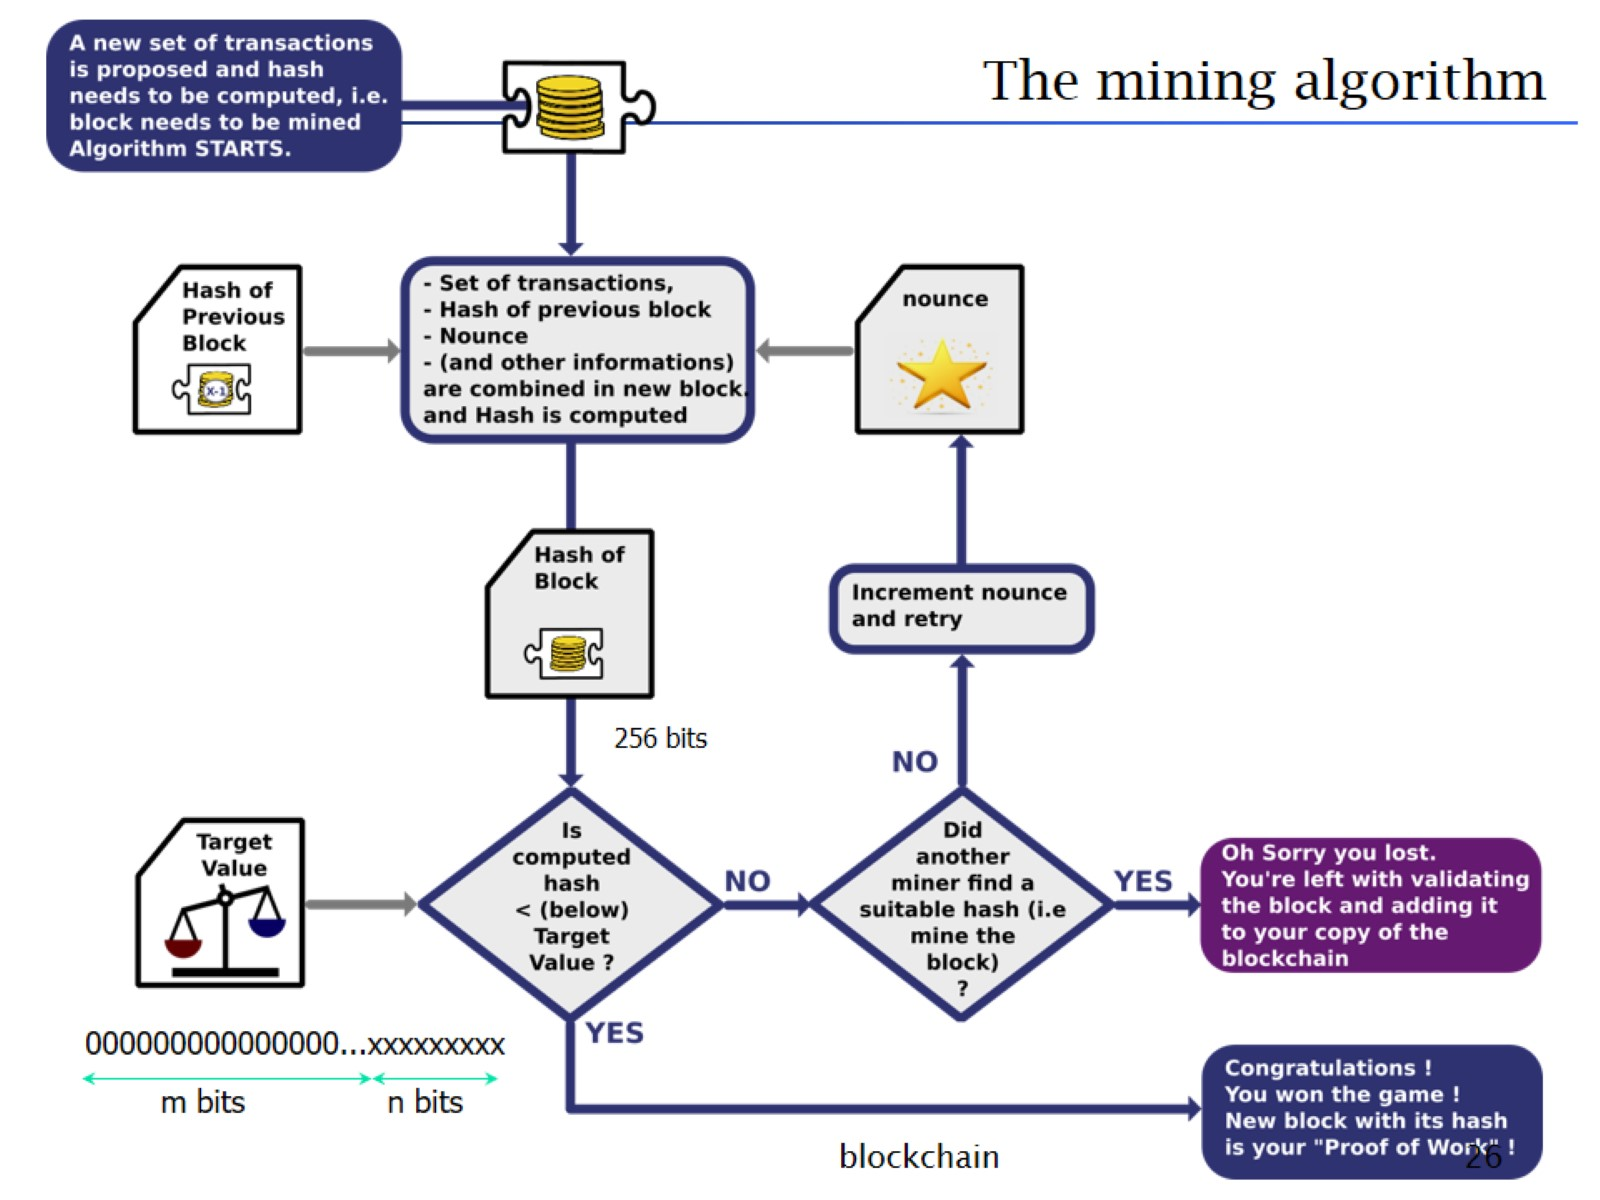 The mining algorithm
A new set of transactions
is proposed and hash
needs to be computed, i.e.
block needs to be mined
Algorithm STARTS.
Hash of
Previous
Block
X-1
- Set of transactions,
- Hash of previous block
- Nounce
- (and other informations)
are combined in new block.
and Hash is computed
nounce
Hash of
Block
Increment nounce
and retry
256 bits
NO
Target
Value
Is
computed
hash
< (below)
Target
Value ?
NO
Did
another
miner find a
suitable hash (i.e
mine the
block)
?
YES
Oh Sorry you lost.
You're left with validating
the block and adding it
to your copy of the
blockchain
000000000000000...xxxxxxxxx
m bits
n bits
YES
Congratulations !
You won the game !
New block with its hash
is your "Proof of Work" !
blockchain
26